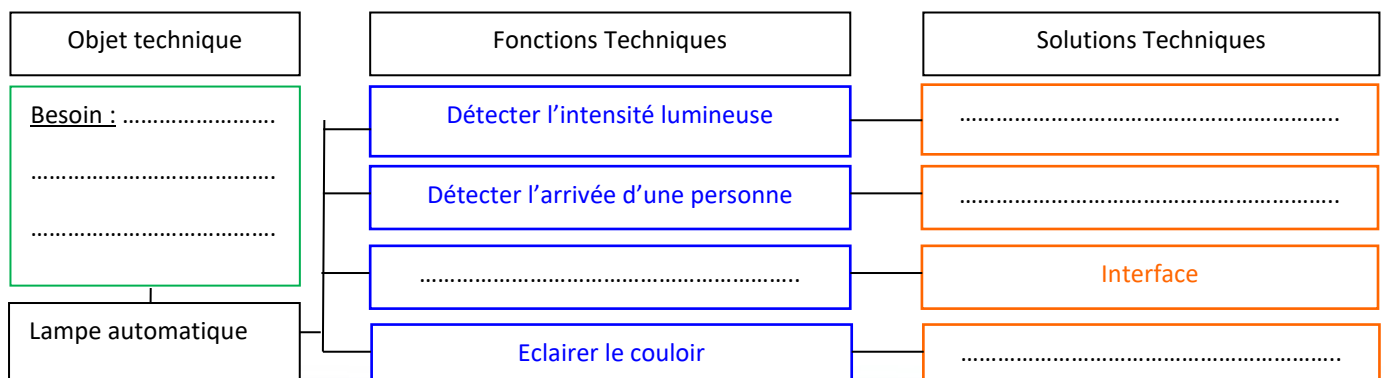 Objet technique
Fonctions Techniques
Solutions Techniques
Besoin : …………………….
………………………………….
………………………………….
Lampe automatique
Détecter l’intensité lumineuse
……………………………………………………..
Détecter l’arrivée d’une personne
……………………………………………………..
……………………………………………………..
Interface
Eclairer le couloir
……………………………………………………..